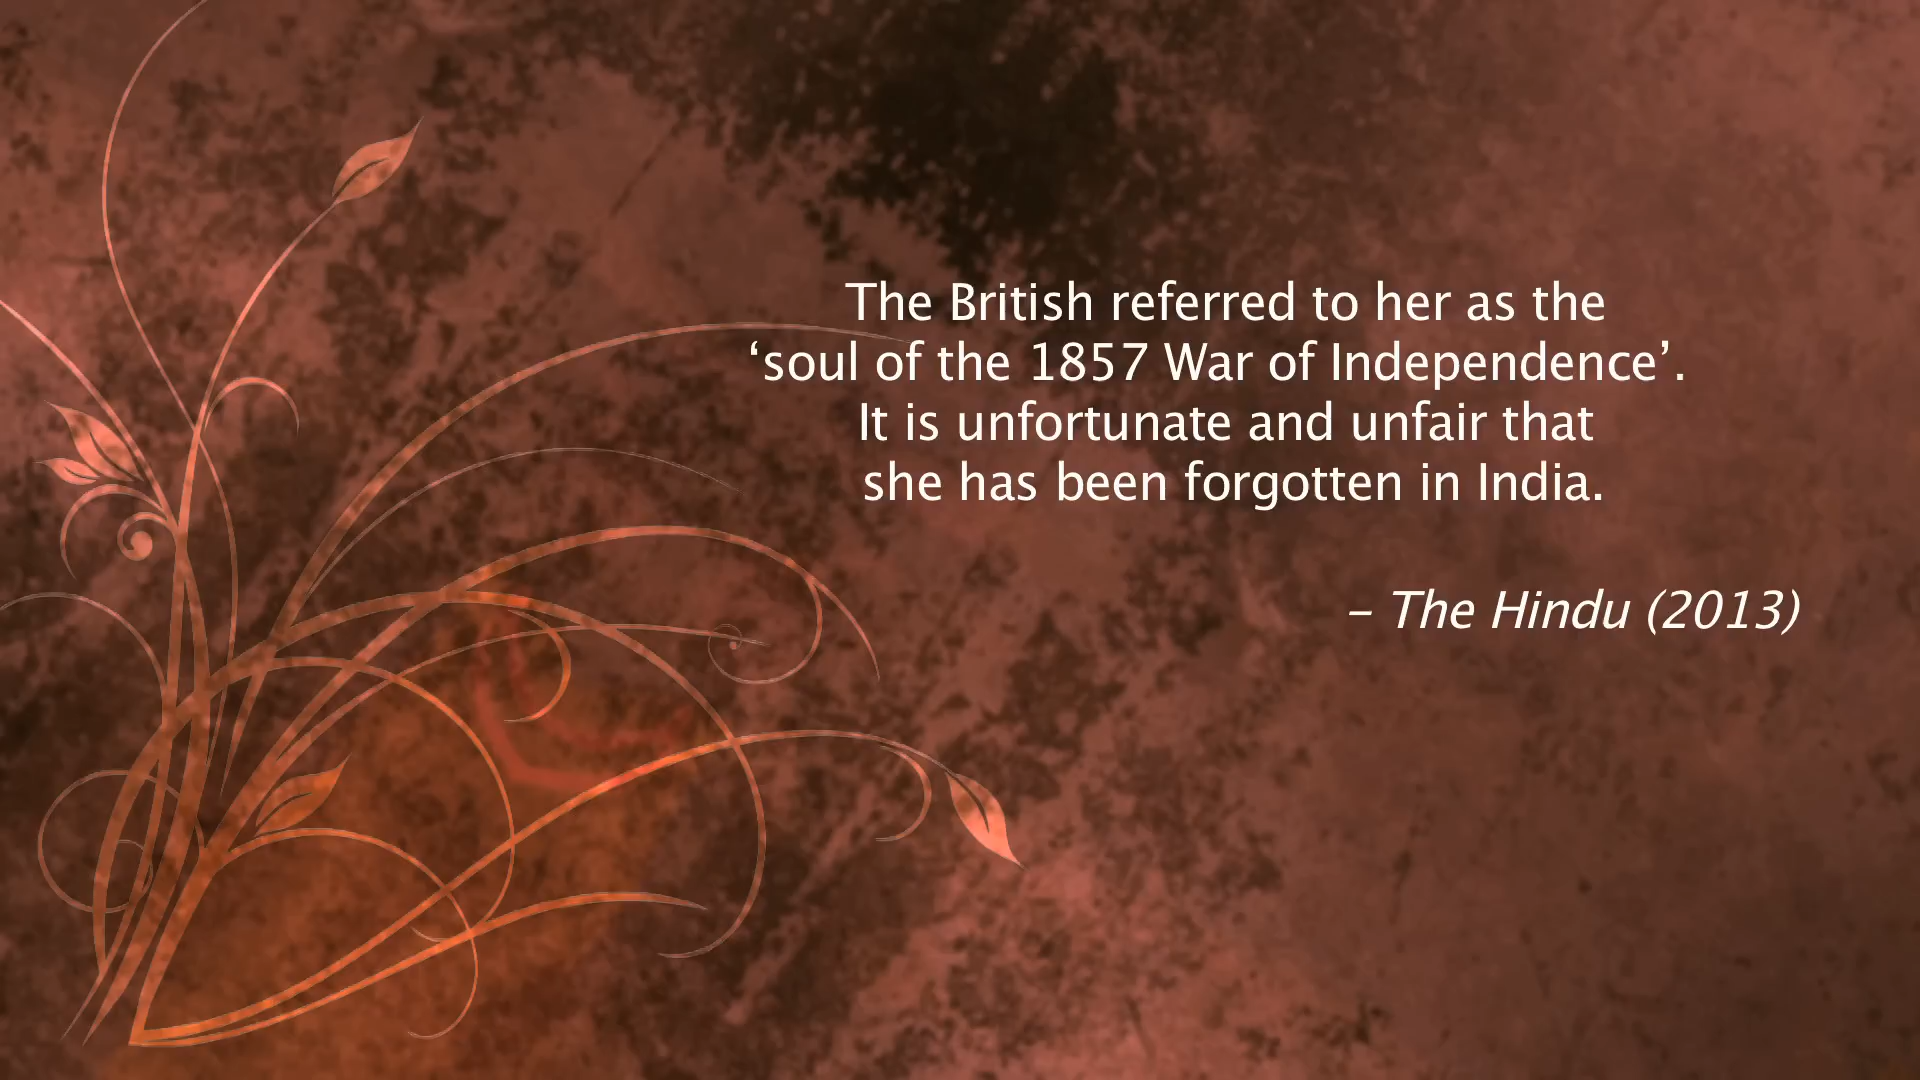 The British referred to her as the
‘soul of the 1857 War of Independence’.
It is unfortunate and unfair that
she has been forgotten in India.
– The Hindu (2013)